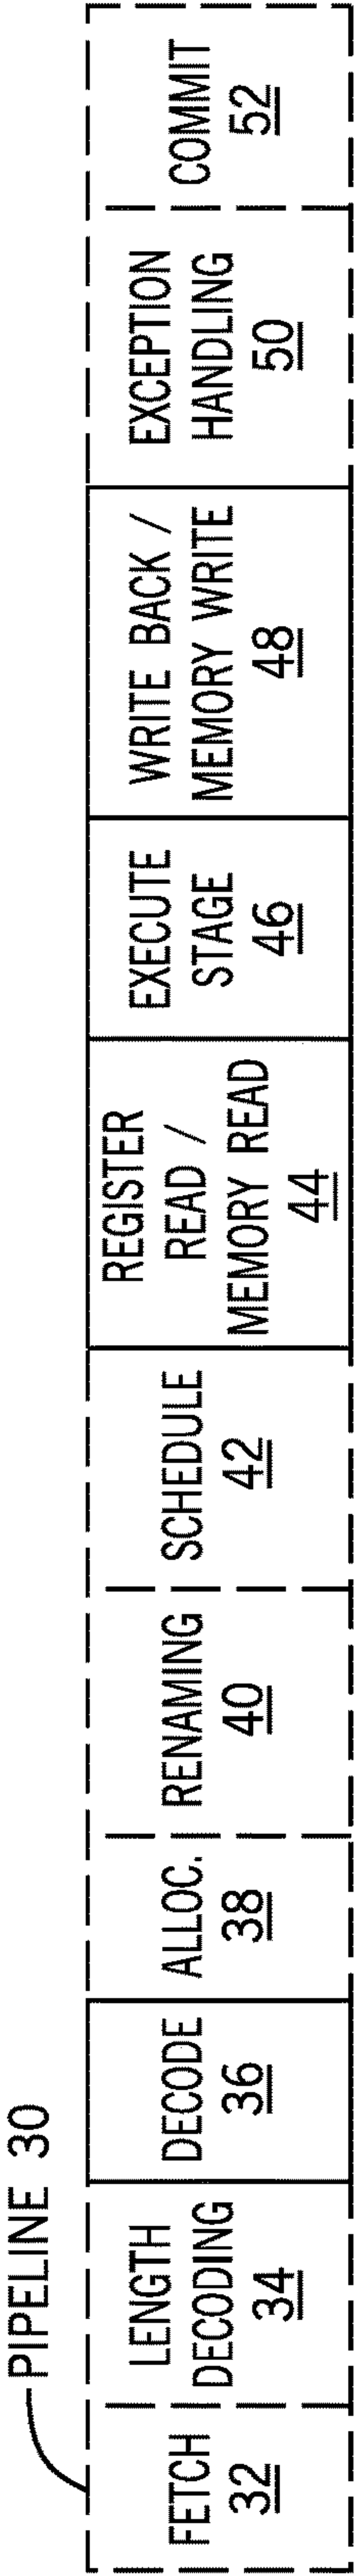 PIPELINE 30
FETCH
32
LENGTH
DECODING
34
DECODE
36
ALLOC.
38
RENAMING
40
SCHEDULE
42
REGISTER
READ /
MEMORY READ
44
EXECUTE
STAGE
46
WRITE BACK /
MEMORY WRITE
48
EXCEPTION
HANDLING
50
COMMIT
52